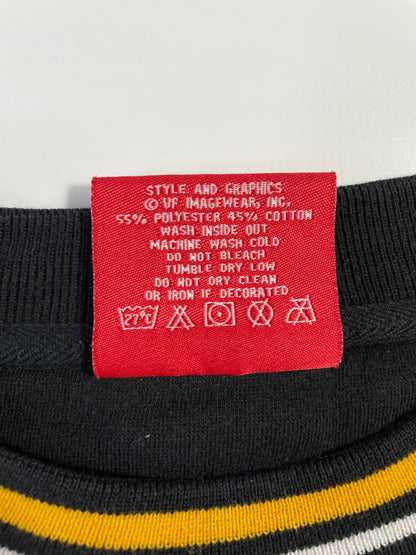 STYLE AND GRAPHICS
© VF IMAGEWEAR, INC.
55% POLYESTER 45% COTTON
WASH INSIDE OUT
MACHINE WASH COLD
DO NOT BLEACH
TUMBLE DRY LOW
DO NOT DRY CLEAN
OR IRON IF DECORATED
27°C